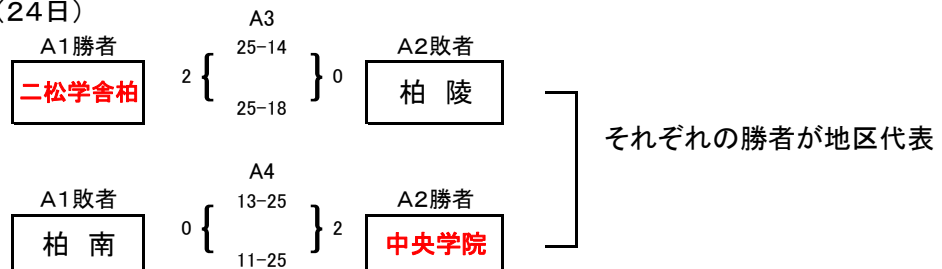 （24日）
A3
A1勝者
25-14
A2敗者
二松学舎柏
2
{
}
0
柏 陵
25-18
それぞれの勝者が地区代表
A4
A1敗者
13-25
A2勝者
柏 南
0
{
}
2
中央学院
11-25